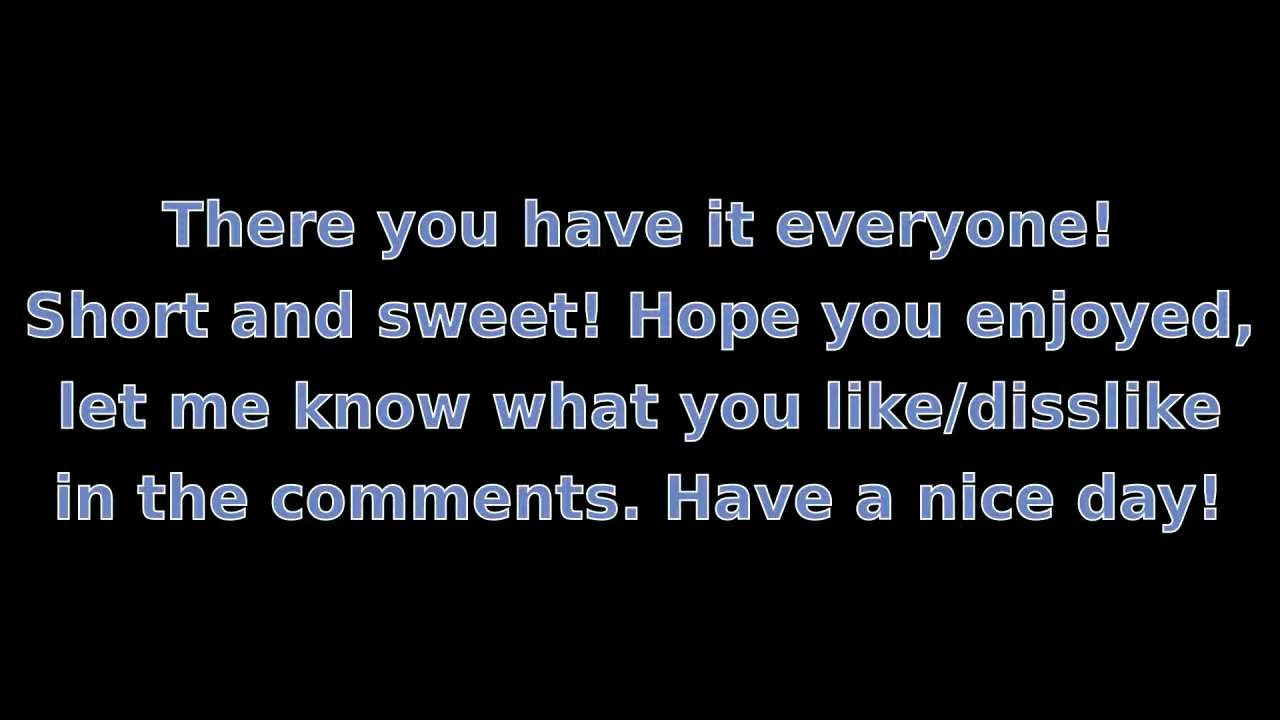 There you have it everyone!
Short and sweet! Hope you enjoyed,
let me know what you like/disslike
in the comments. Have a nice day!